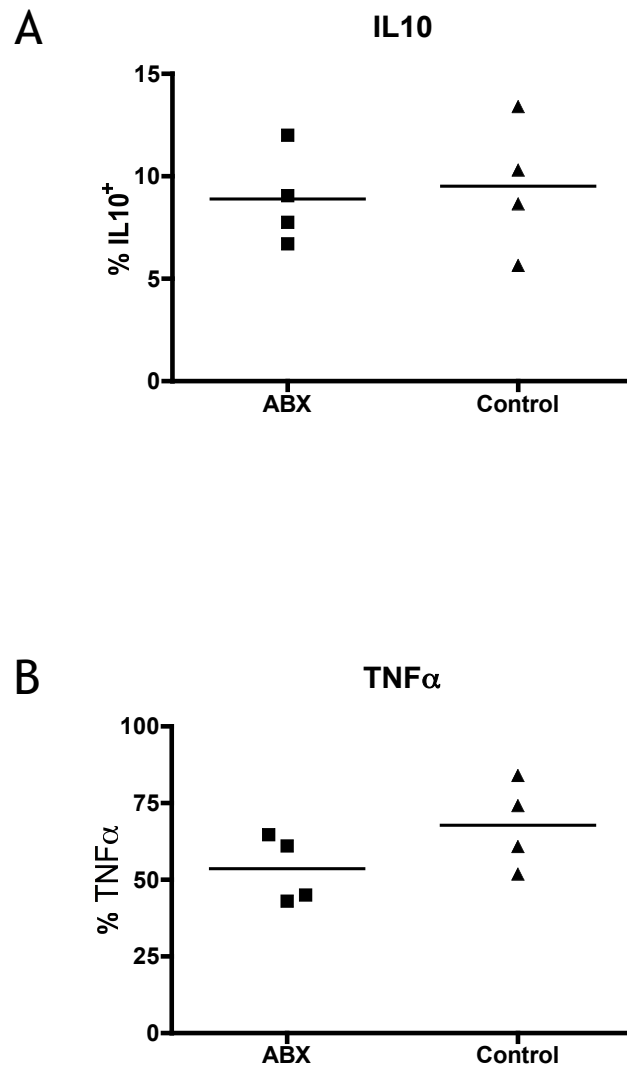 A
IL10
15
10
5
0
% IL10+
ABX
Control
B
TNFα
100
75
50
25
0
% TNFα
ABX
Control